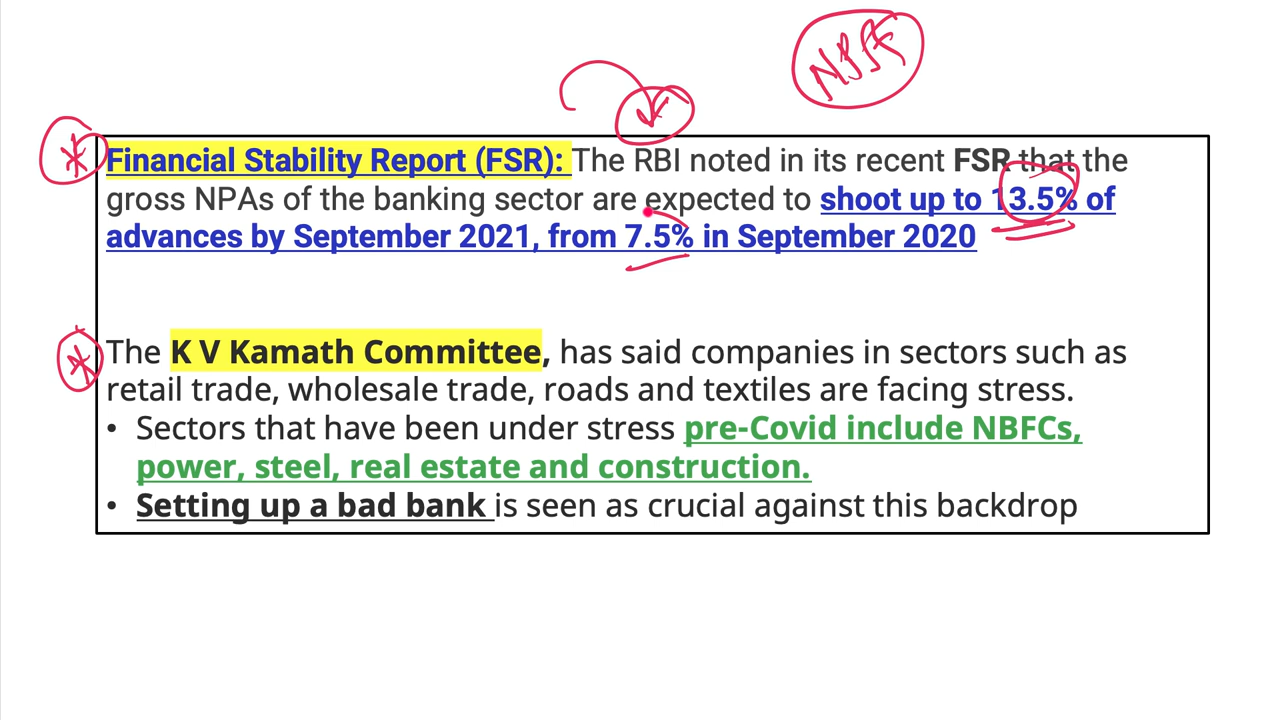 Financial Stability Report (FSR): The RBI noted in its recent FSR that the
gross NPAs of the banking sector are expected to shoot up to 13.5% of
advances by September 2021, from 7.5% in September 2020
The K V Kamath Committee, has said companies in sectors such as
retail trade, wholesale trade, roads and textiles are facing stress.
• Sectors that have been under stress pre-Covid include NBFCs,
power, steel, real estate and construction.
• Setting up a bad bank is seen as crucial against this backdrop